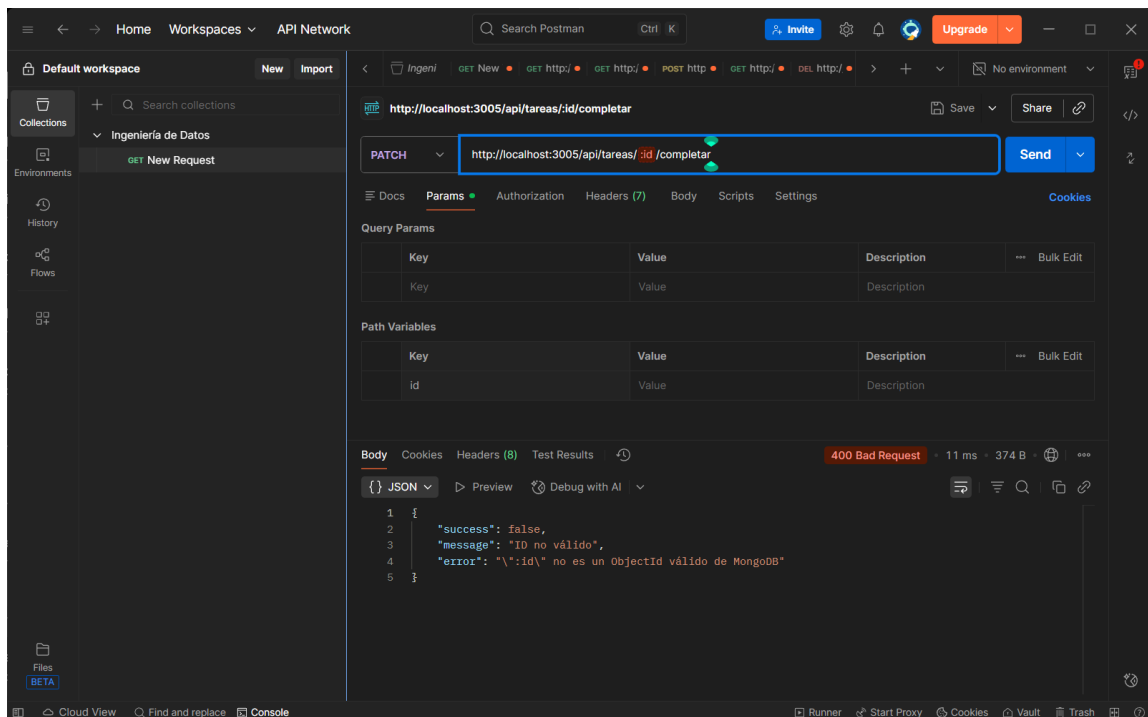 Home Workspaces API Network Search Postman Ctrl K Invite Upgrade
Default workspace New Import
Ingeni GET New GET http:/ GET http:/ POST http GET http:/ DEL http:/ No environment
Collections
Search collections
Ingeniería de Datos
GET New Request
Environments
History
Flows
HTTP http://localhost:3005/api/tareas/:id/completar Save Share
PATCH http://localhost:3005/api/tareas/ :id /completar Send
Docs Params Authorization Headers (7) Body Scripts Settings Cookies
Query Params
Key Value Description Bulk Edit
Key Value Description
Path Variables
Key Value Description Bulk Edit
id Value Description
Body Cookies Headers (8) Test Results 400 Bad Request 11 ms 374 B
{} JSON Preview Debug with AI
1 {
2 "success": false,
3 "message": "ID no válido",
4 "error": "\":id\" no es un ObjectId válido de MongoDB"
5 }
Files
BETA
Cloud View Find and replace Console Runner Start Proxy Cookies Vault Trash